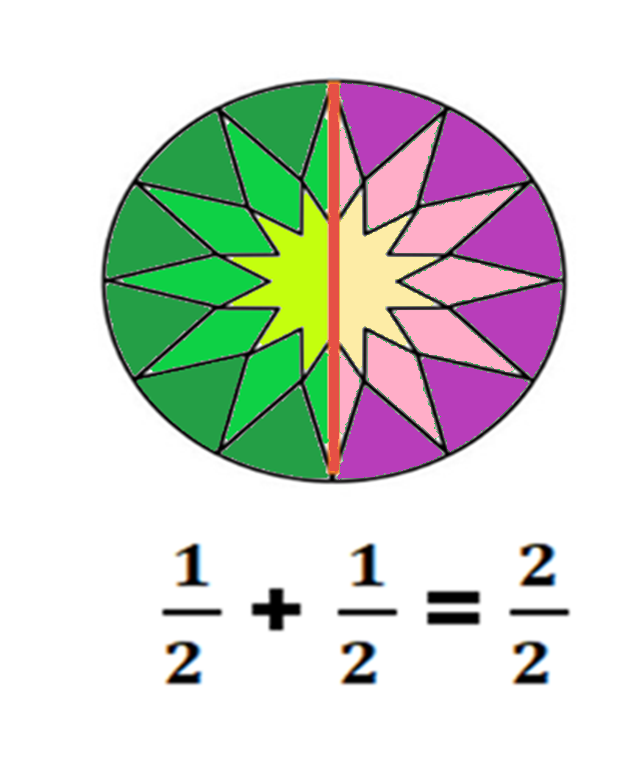 1/2 + 1/2 = 2/2